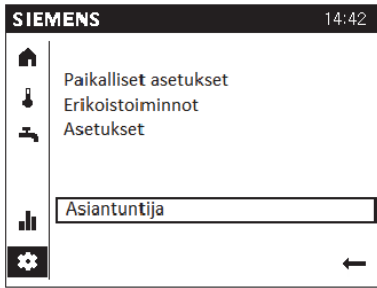 SIEMENS 14:42
Paikalliset asetukset
Erikoistoiminnot
Asetukset
Asiantuntija